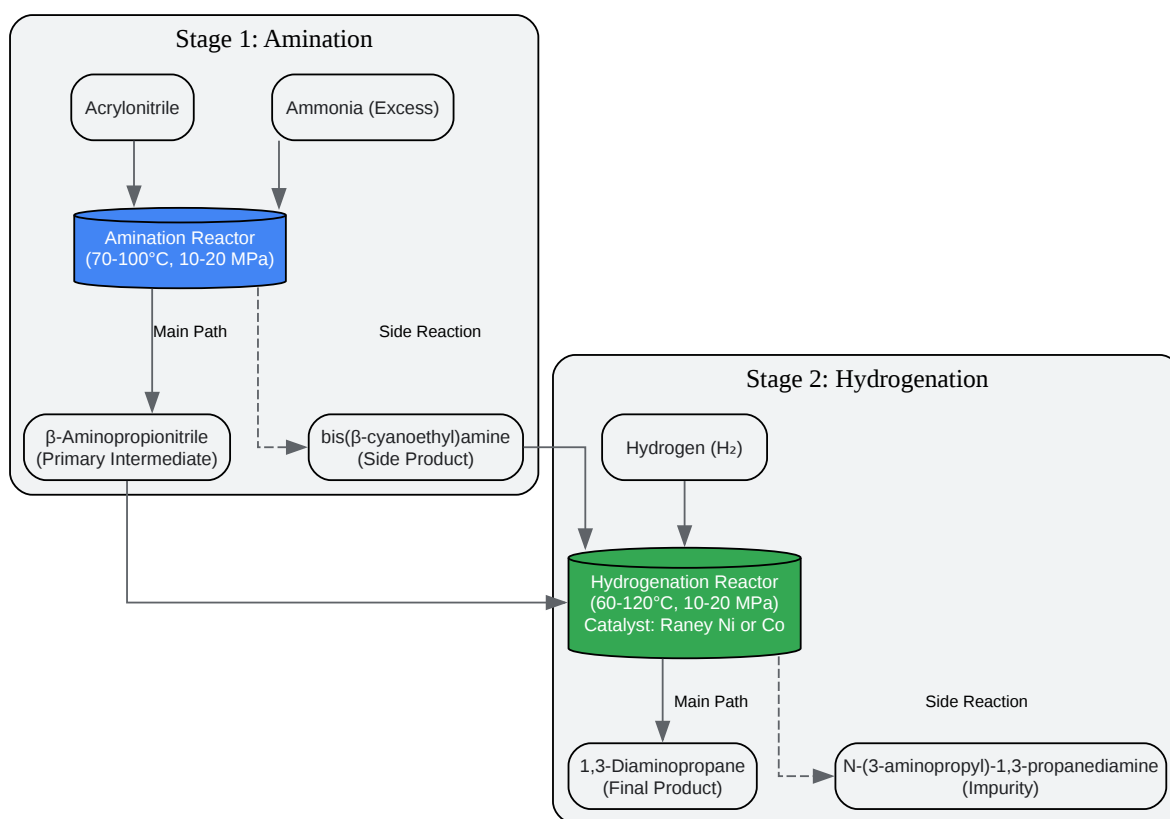 Stage 1: Amination
Acrylonitrile
Ammonia (Excess)
Amination Reactor
(70-100°C, 10-20 MPa)
Main Path
Side Reaction
β-Aminopropionitrile
(Primary Intermediate)
bis(β-cyanoethyl)amine
(Side Product)
Stage 2: Hydrogenation
Hydrogen (H₂)
Hydrogenation Reactor
(60-120°C, 10-20 MPa)
Catalyst: Raney Ni or Co
Main Path
Side Reaction
1,3-Diaminopropane
(Final Product)
N-(3-aminopropyl)-1,3-propanediamine
(Impurity)